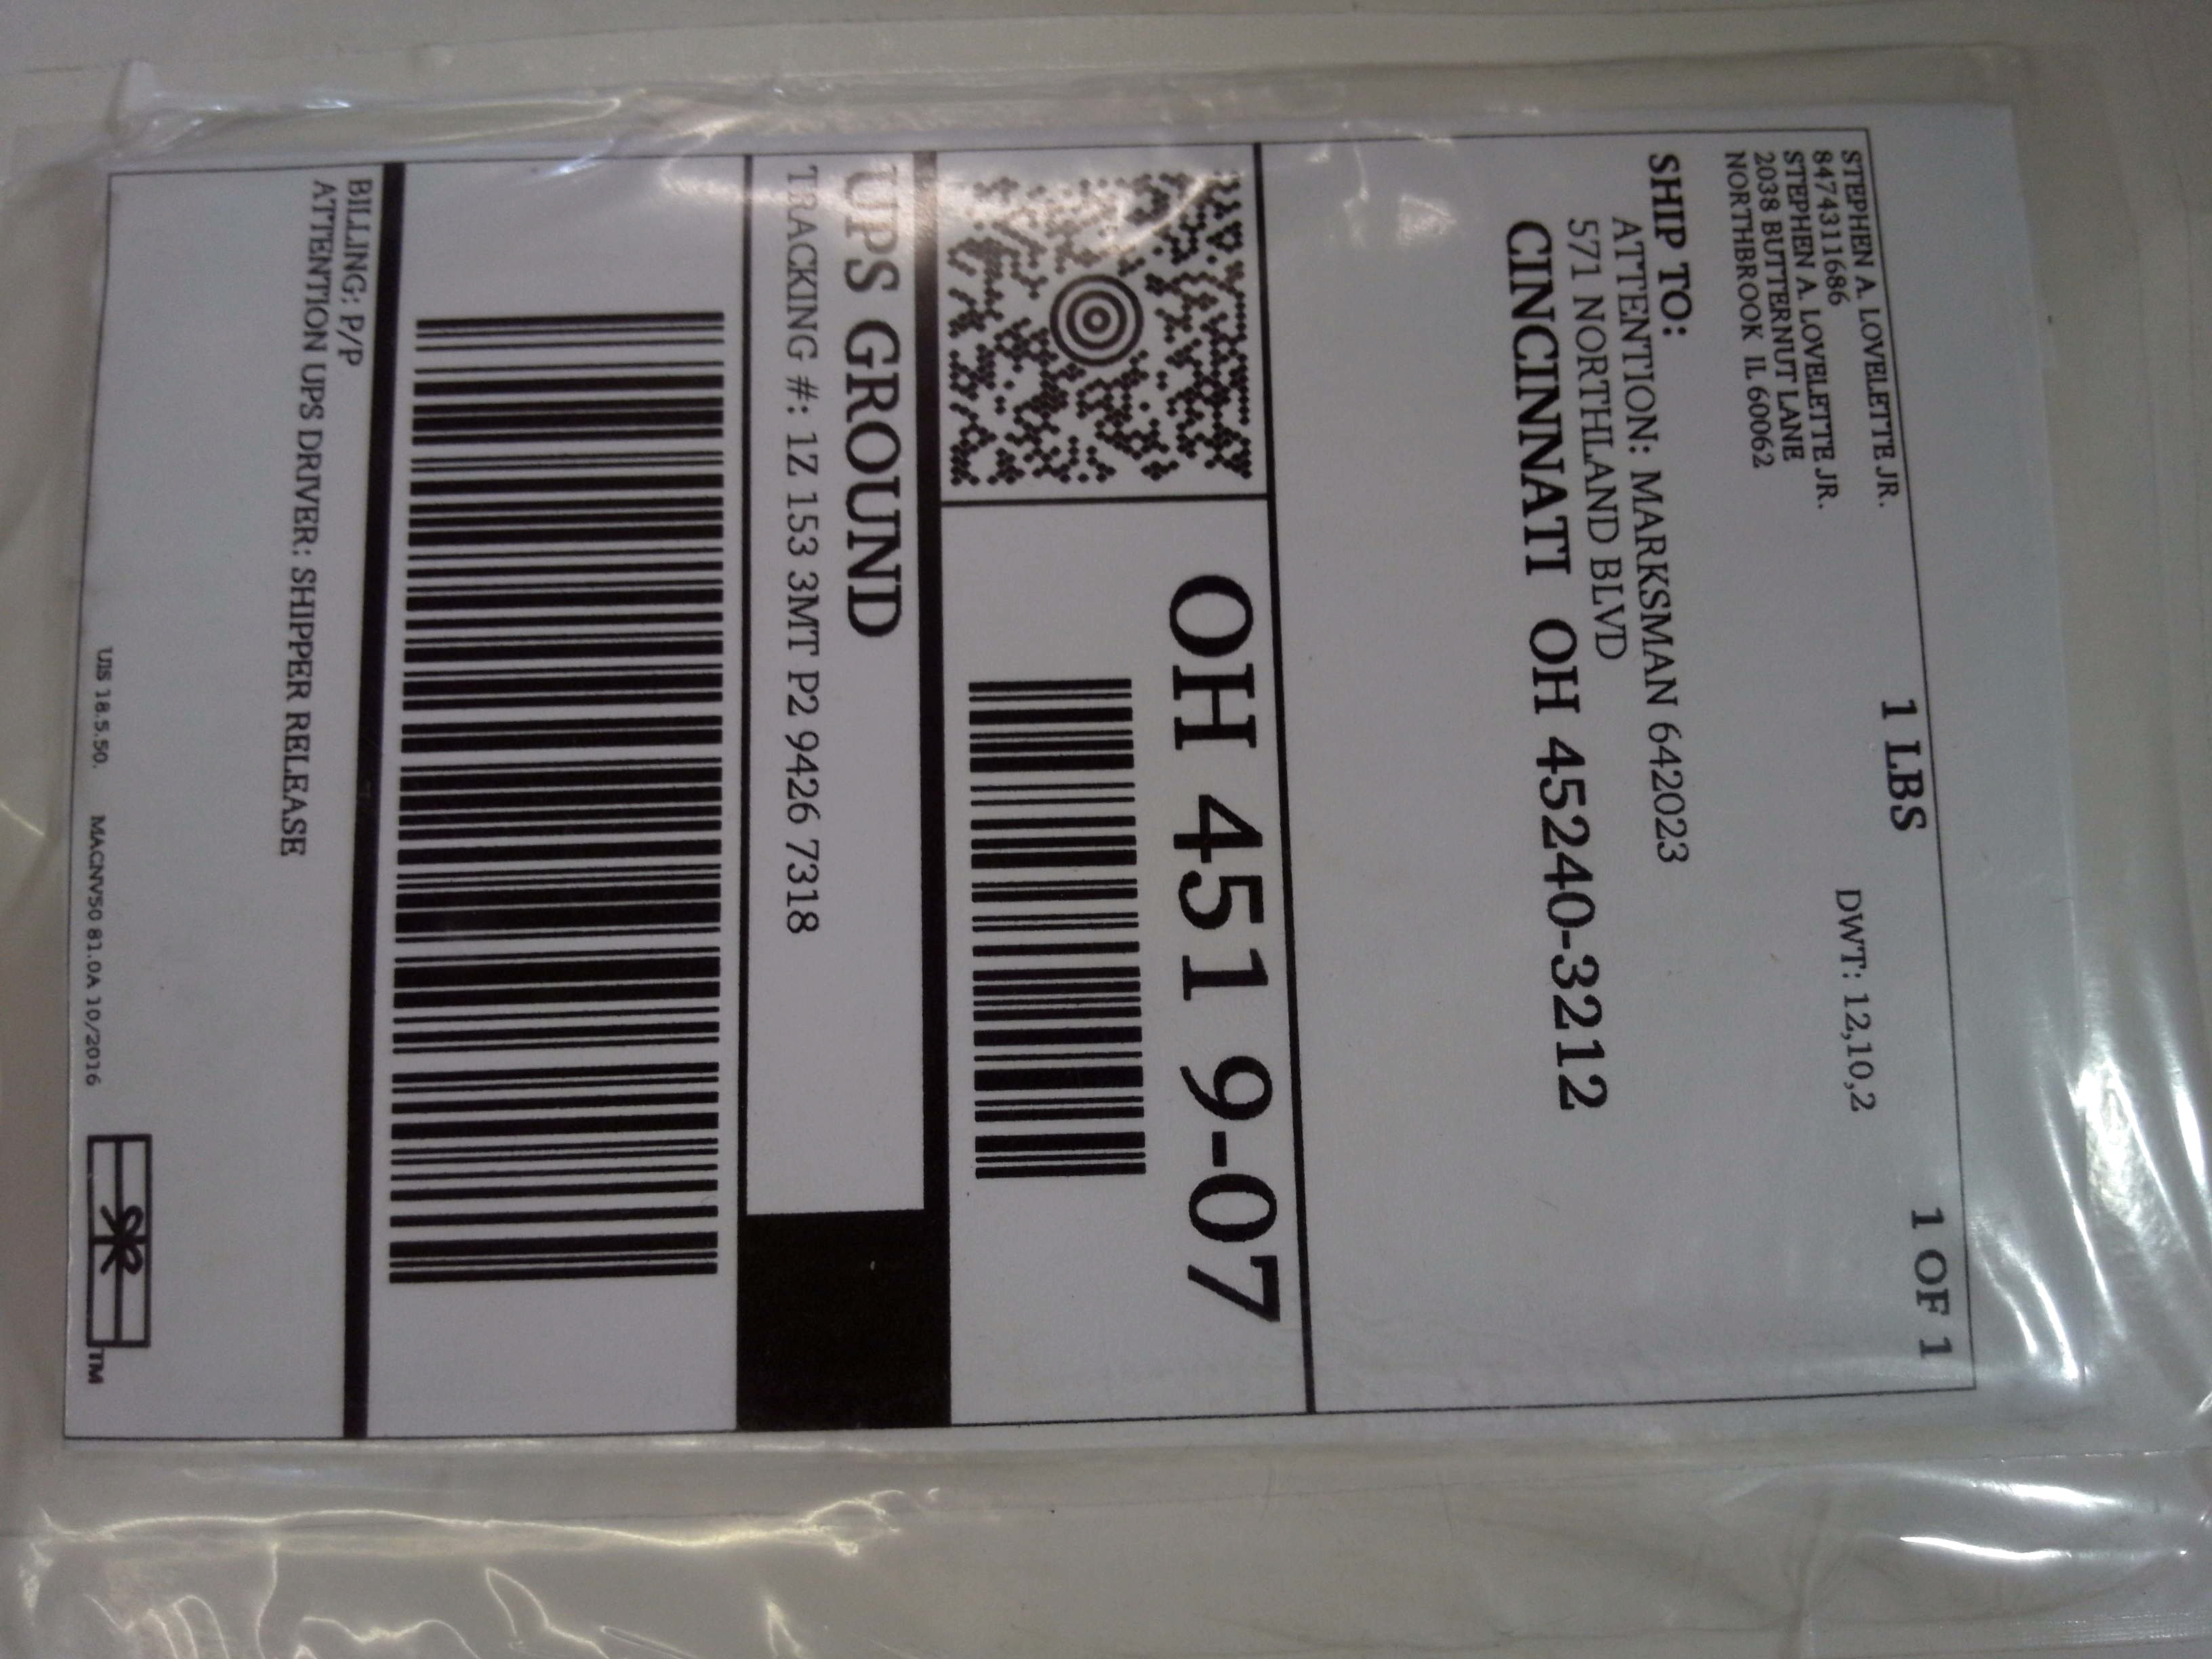 STEPHEN A. LOVELETTE JR.
8474311686
STEPHEN A. LOVELETTE JR.
2038 BUTTERNUT LANE
NORTHBROOK IL 60062
1 LBS
1 OF 1
DWT: 12,10,2
SHIP TO:
ATTENTION: MARKSMAN 642023
571 NORTHLAND BLVD
CINCINNATI OH 45240-3212
OH 451 9-07
UPS GROUND
TRACKING #: 1Z 153 3MT P2 9426 7318
BILLING: P/P
ATTENTION UPS DRIVER: SHIPPER RELEASE
UIS 18.5.50. MACNV50 81.0A 10/2016
TM